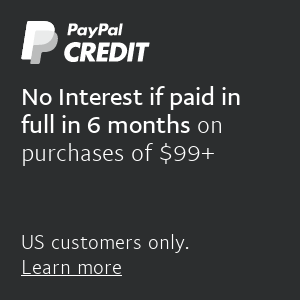 PayPal
CREDIT
No Interest if paid in
full in 6 months on
purchases of $99+
US customers only.
Learn more